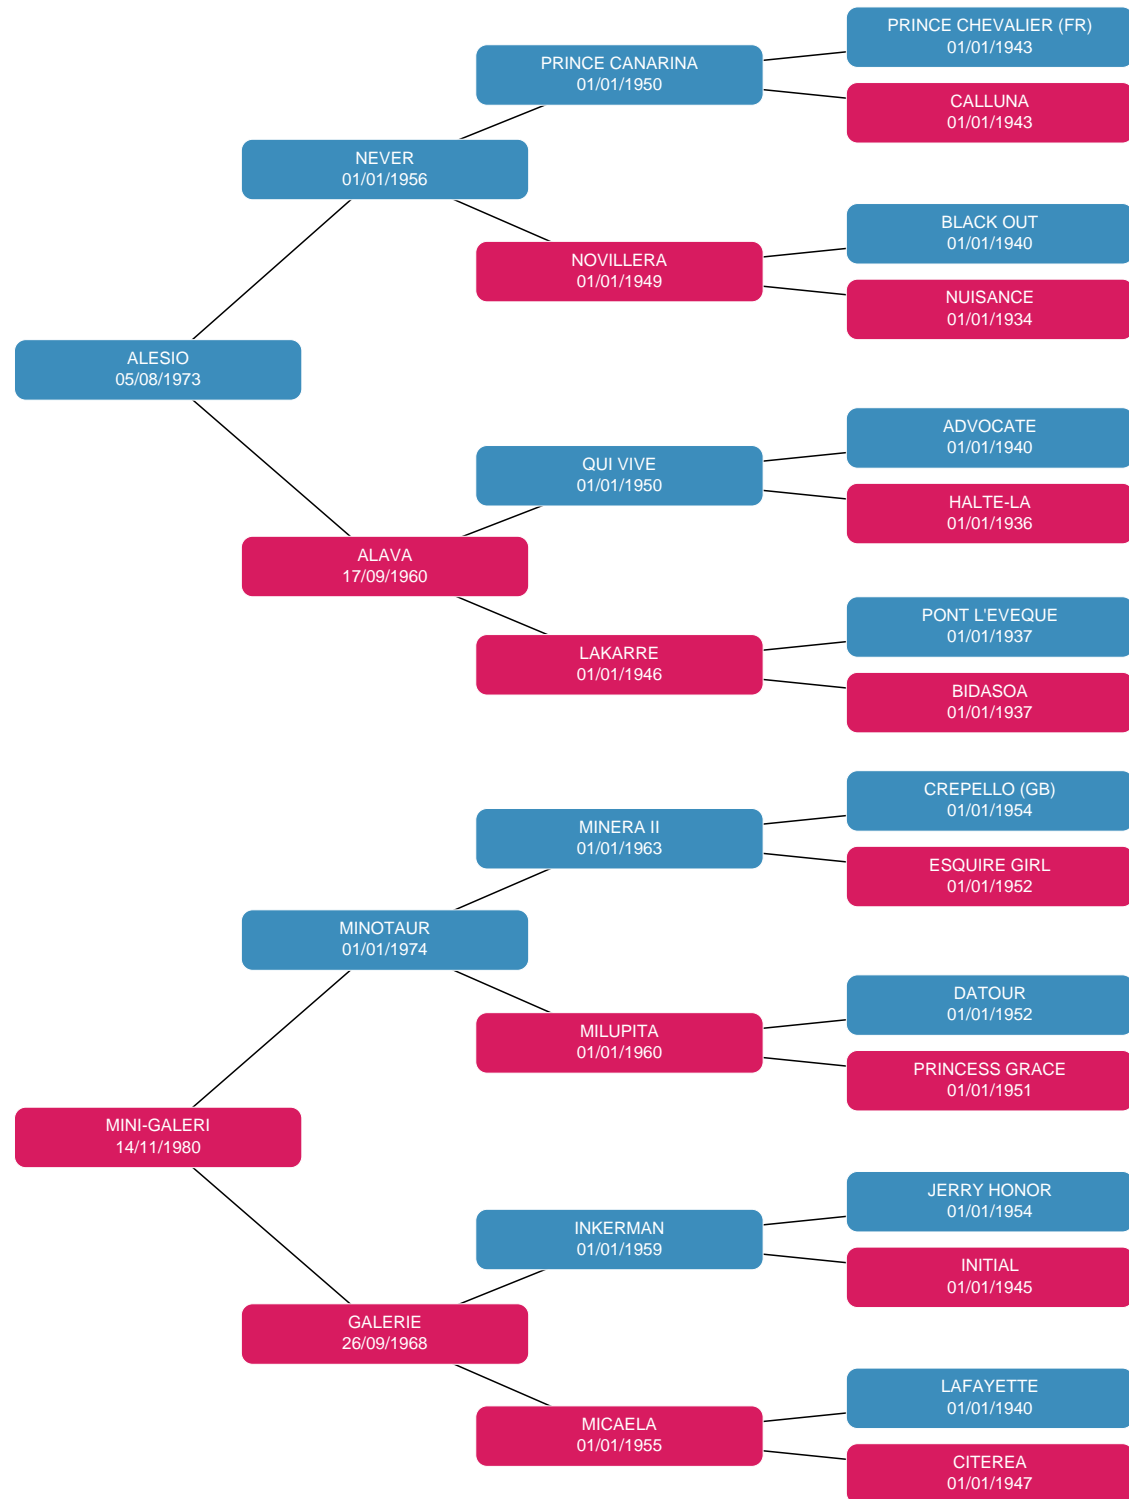 PRINCE CHEVALIER (FR)
01/01/1943
PRINCE CANARINA
01/01/1950
CALLUNA
01/01/1943
NEVER
01/01/1956
BLACK OUT
01/01/1940
NOVILLERA
01/01/1949
NUISANCE
01/01/1934
ALESIO
05/08/1973
ADVOCATE
01/01/1940
QUI VIVE
01/01/1950
HALTE-LA
01/01/1936
ALAVA
17/09/1960
PONT L'EVEQUE
01/01/1937
LAKARRE
01/01/1946
BIDASOA
01/01/1937
CREPELLO (GB)
01/01/1954
MINERA II
01/01/1963
ESQUIRE GIRL
01/01/1952
MINOTAUR
01/01/1974
DATOUR
01/01/1952
MILUPITA
01/01/1960
PRINCESS GRACE
01/01/1951
MINI-GALERI
14/11/1980
JERRY HONOR
01/01/1954
INKERMAN
01/01/1959
INITIAL
01/01/1945
GALERIE
26/09/1968
LAFAYETTE
01/01/1940
MICAELA
01/01/1955
CITEREA
01/01/1947